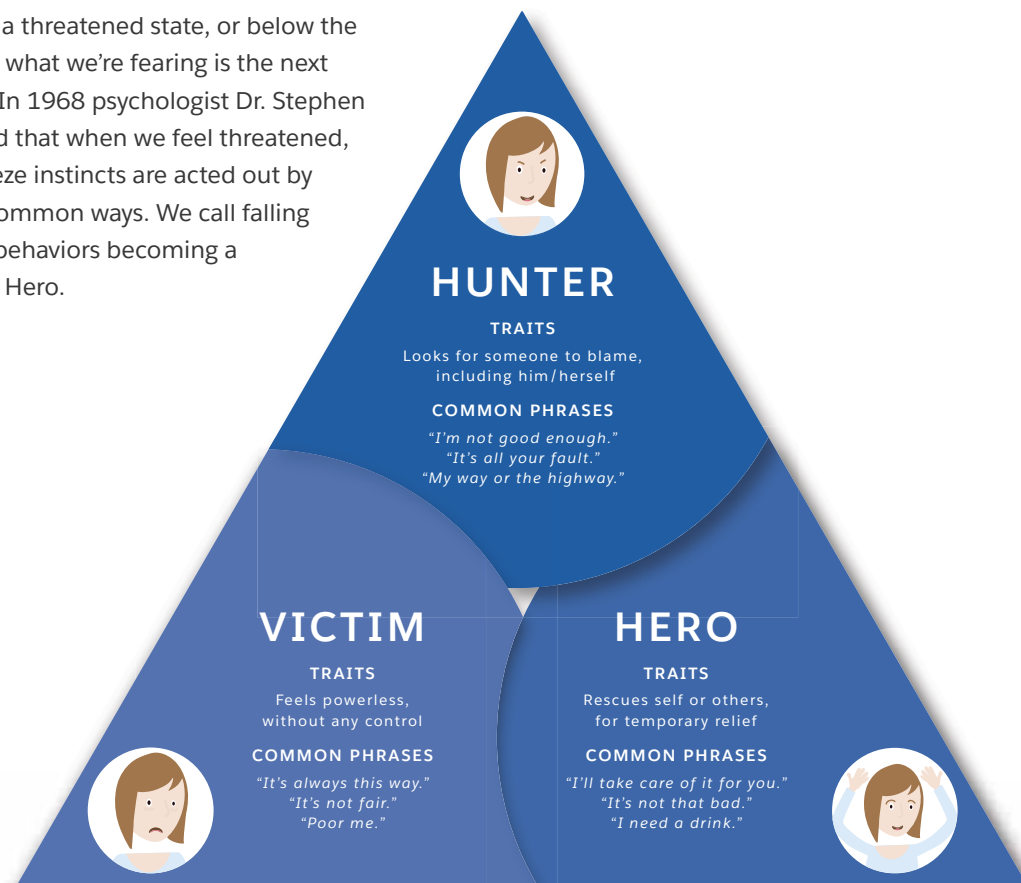 a threatened state, or below the
what we’re fearing is the next
In 1968 psychologist Dr. Stephen
d that when we feel threatened,
eze instincts are acted out by
ommon ways. We call falling
behaviors becoming a
Hero.
HUNTER
TRAITS
Looks for someone to blame,
including him/herself
COMMON PHRASES
“I’m not good enough.”
“It’s all your fault.”
“My way or the highway.”
VICTIM
TRAITS
Feels powerless,
without any control
COMMON PHRASES
“It’s always this way.”
“It’s not fair.”
“Poor me.”
HERO
TRAITS
Rescues self or others,
for temporary relief
COMMON PHRASES
“I’ll take care of it for you.”
“It’s not that bad.”
“I need a drink.”